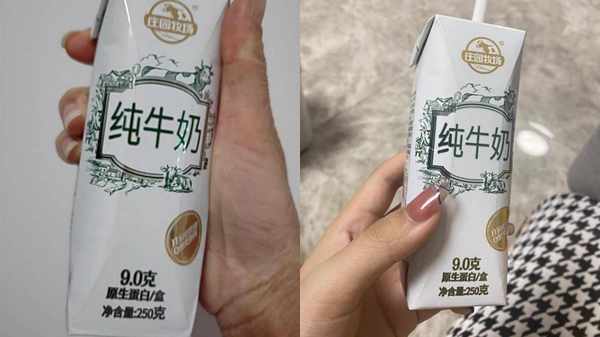 庄园牧场
纯牛奶
9.0克
原生蛋白/盒
净含量:250克
庄园牧场
纯牛奶
9.0克
原生蛋白/盒
净含量:250克